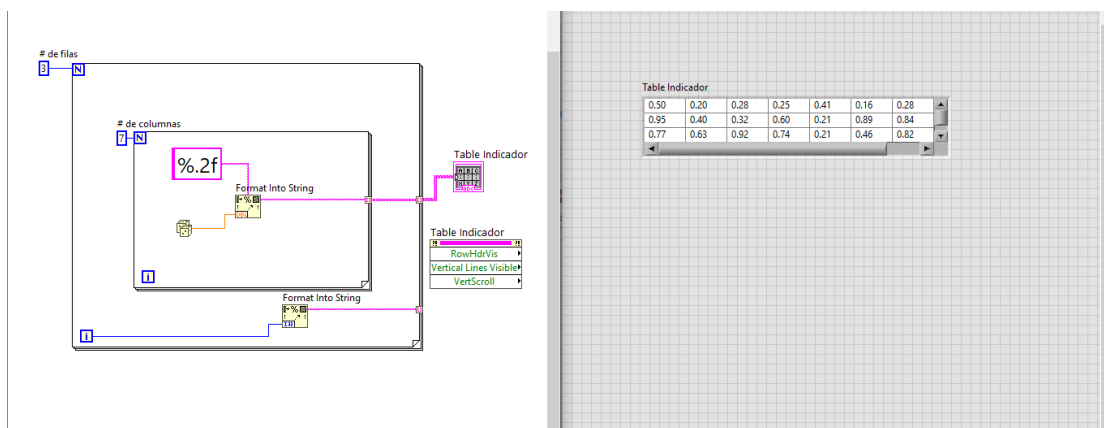 # de filas
3
N
# de columnas
7
N
%.2f
Format Into String
i
Format Into String
i
Table Indicador
Table Indicador
RowHdrVis
Vertical Lines Visible
VertScroll
Table Indicador
0.50 0.20 0.28 0.25 0.41 0.16 0.28
0.95 0.40 0.32 0.60 0.21 0.89 0.84
0.77 0.63 0.92 0.74 0.21 0.46 0.82